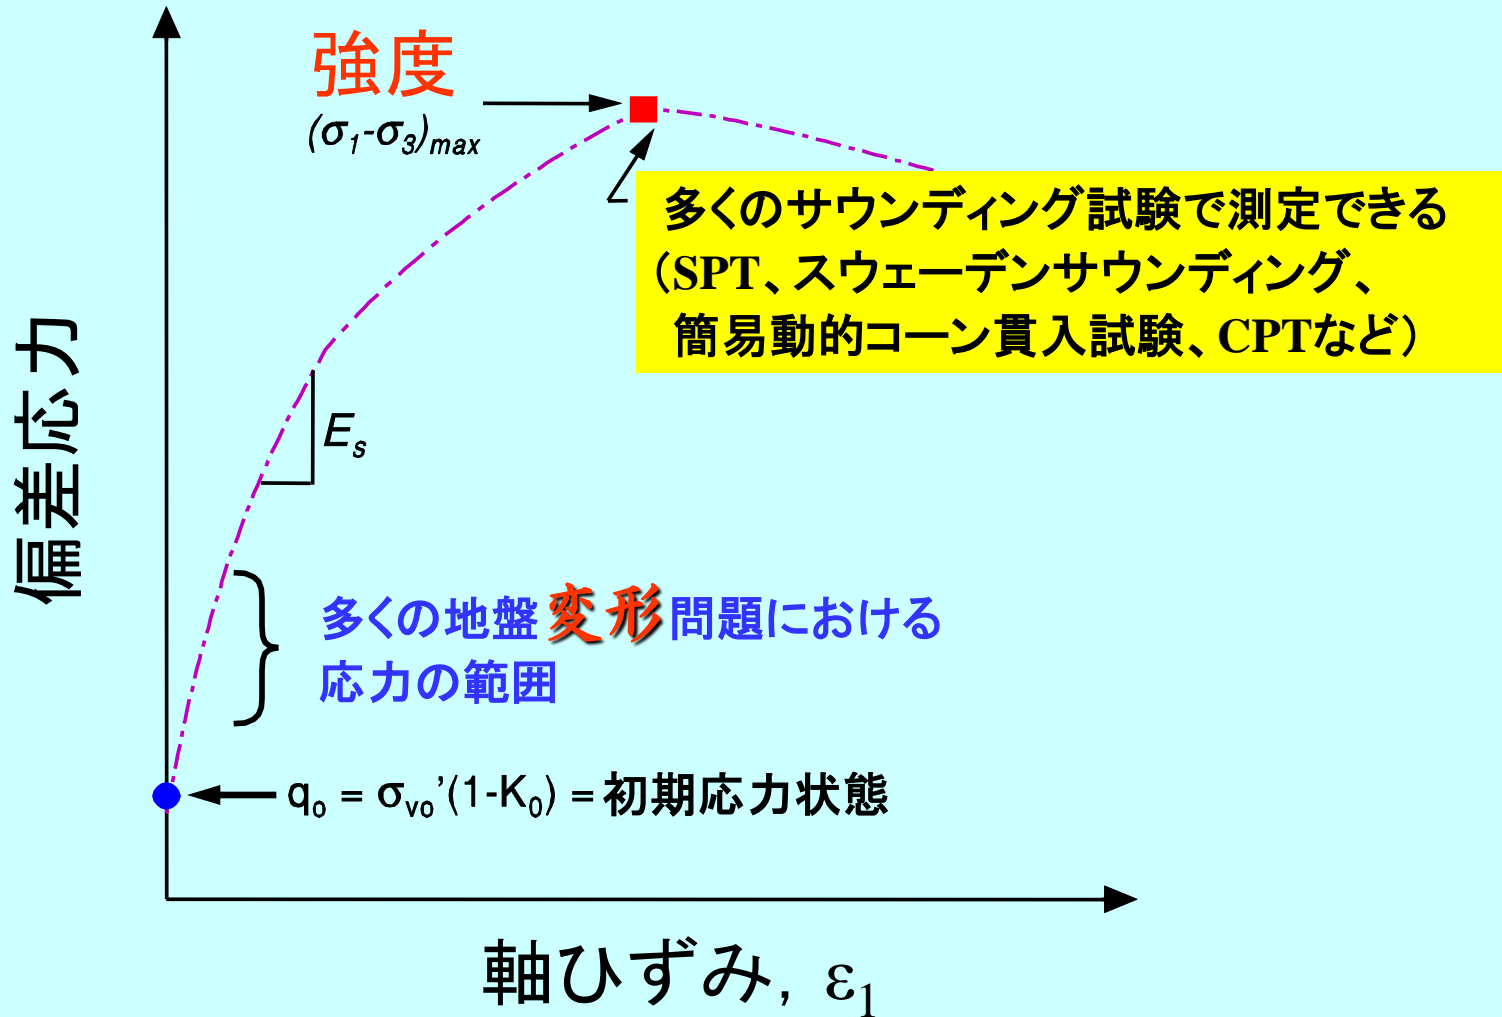 強度
(σ1-σ3)max
多くのサウンディング試験で測定できる
（SPT、スウェーデンサウンディング、
簡易動的コーン貫入試験、CPTなど）
偏差応力
Es
多くの地盤変形問題における
応力の範囲
qo = σvo’(1-K0) = 初期応力状態
軸ひずみ, ε1